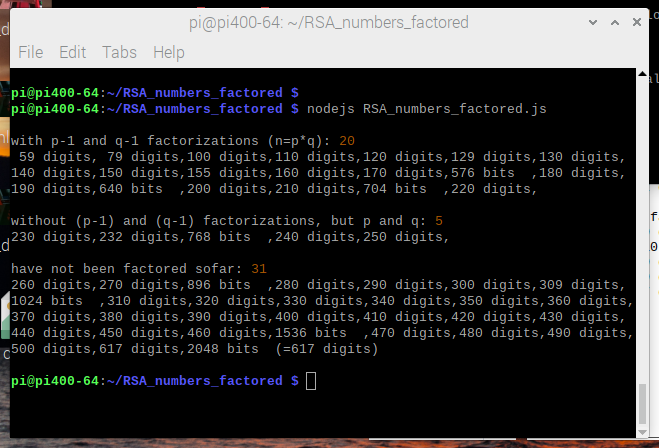 pi@pi400-64: ~/RSA_numbers_factored
File Edit Tabs Help
pi@pi400-64:~/RSA_numbers_factored $
pi@pi400-64:~/RSA_numbers_factored $ nodejs RSA_numbers_factored.js
with p-1 and q-1 factorizations (n=p*q): 20
 59 digits, 79 digits,100 digits,110 digits,120 digits,129 digits,130 digits,
140 digits,150 digits,155 digits,160 digits,170 digits,576 bits  ,180 digits,
190 digits,640 bits  ,200 digits,210 digits,704 bits  ,220 digits,
without (p-1) and (q-1) factorizations, but p and q: 5
230 digits,232 digits,768 bits  ,240 digits,250 digits,
have not been factored sofar: 31
260 digits,270 digits,896 bits  ,280 digits,290 digits,300 digits,309 digits,
1024 bits  ,310 digits,320 digits,330 digits,340 digits,350 digits,360 digits,
370 digits,380 digits,390 digits,400 digits,410 digits,420 digits,430 digits,
440 digits,450 digits,460 digits,1536 bits  ,470 digits,480 digits,490 digits,
500 digits,617 digits,2048 bits  (=617 digits)
pi@pi400-64:~/RSA_numbers_factored $